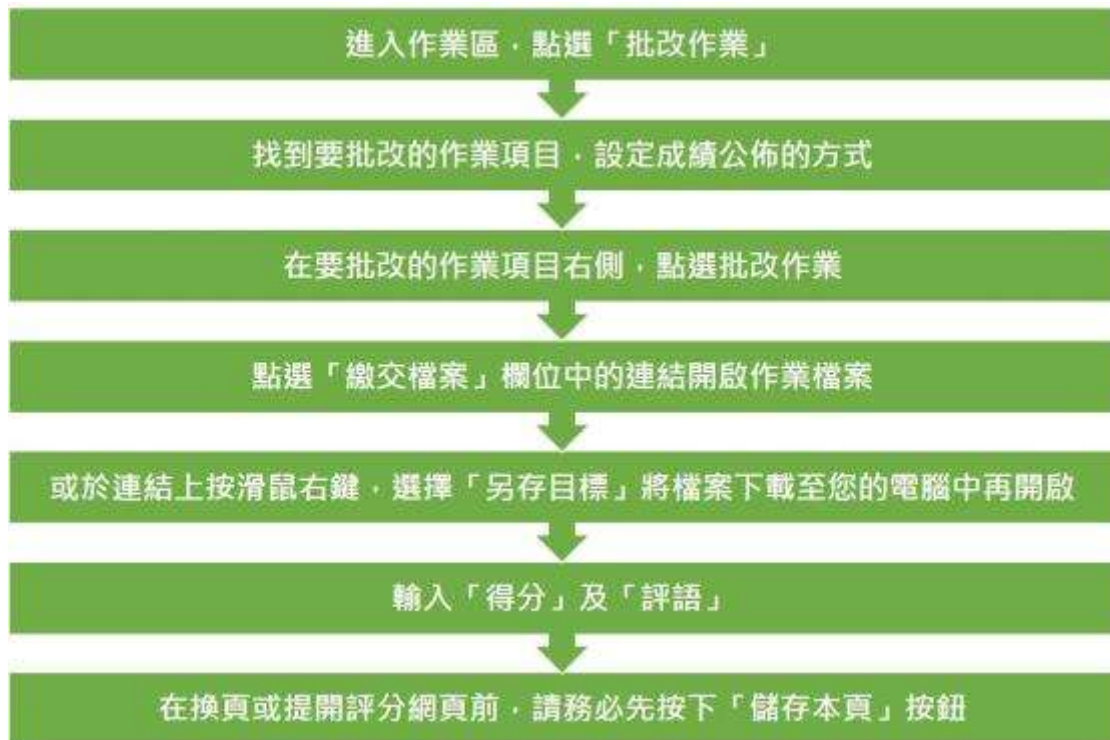 進入作業區，點選「批改作業」
找到要批改的作業項目，設定成績公佈的方式
在要批改的作業項目右側，點選批改作業
點選「繳交檔案」欄位中的連結開啟作業檔案
或於連結上按滑鼠右鍵，選擇「另存目標」將檔案下載至您的電腦中再開啟
輸入「得分」及「評語」
在換頁或提開評分網頁前，請務必先按下「儲存本頁」按鈕